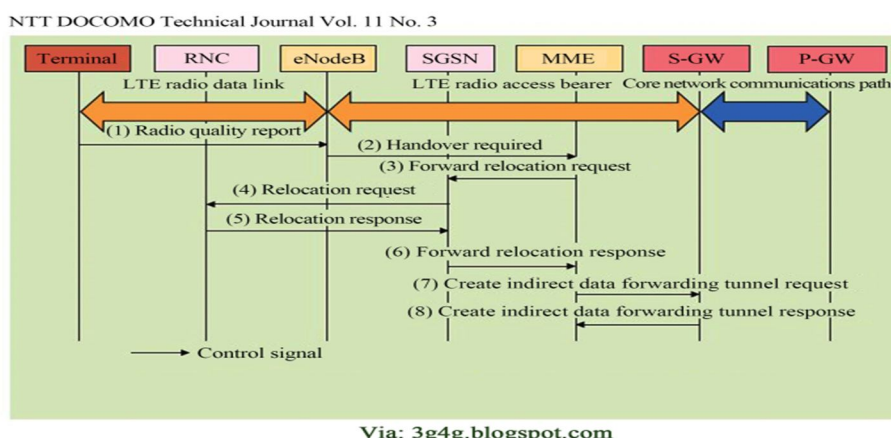 NTT DOCOMO Technical Journal Vol. 11 No. 3
Terminal RNC eNodeB SGSN MME S-GW P-GW
LTE radio data link LTE radio access bearer Core network communications path
(1) Radio quality report
(2) Handover required
(3) Forward relocation request
(4) Relocation request
(5) Relocation response
(6) Forward relocation response
(7) Create indirect data forwarding tunnel request
(8) Create indirect data forwarding tunnel response
Control signal
Via: 3g4g.blogspot.com